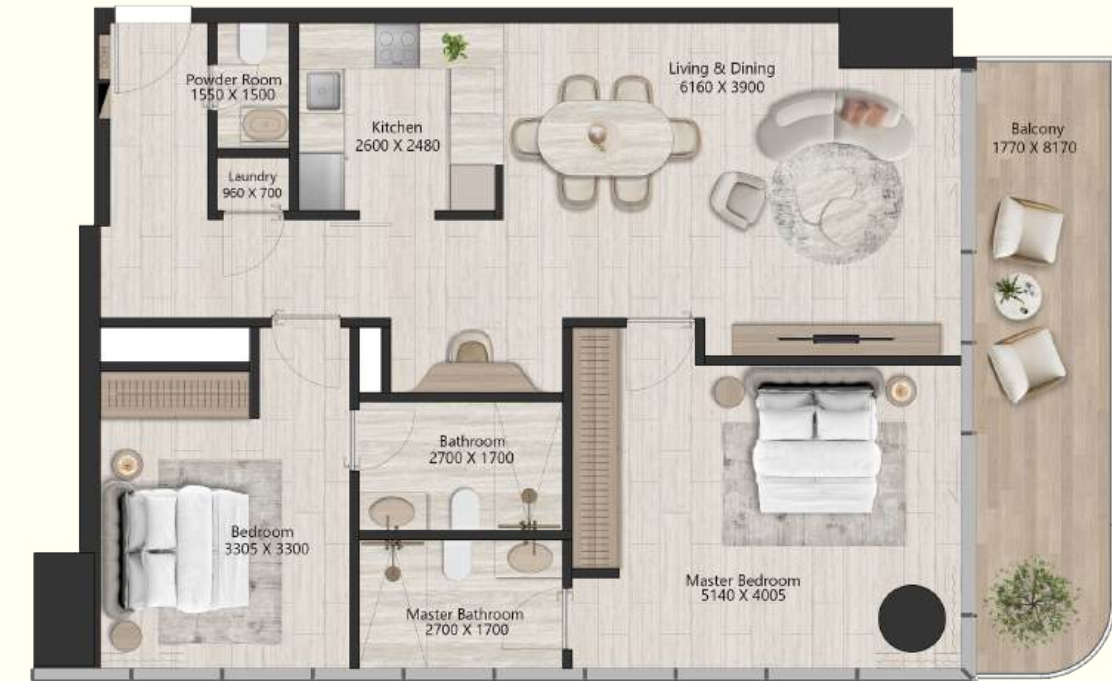 Powder Room
1550 X 1500
Laundry
960 X 700
Kitchen
2600 X 2480
Living & Dining
6160 X 3900
Balcony
1770 X 8170
Bathroom
2700 X 1700
Bedroom
3305 X 3300
Master Bathroom
2700 X 1700
Master Bedroom
5140 X 4005